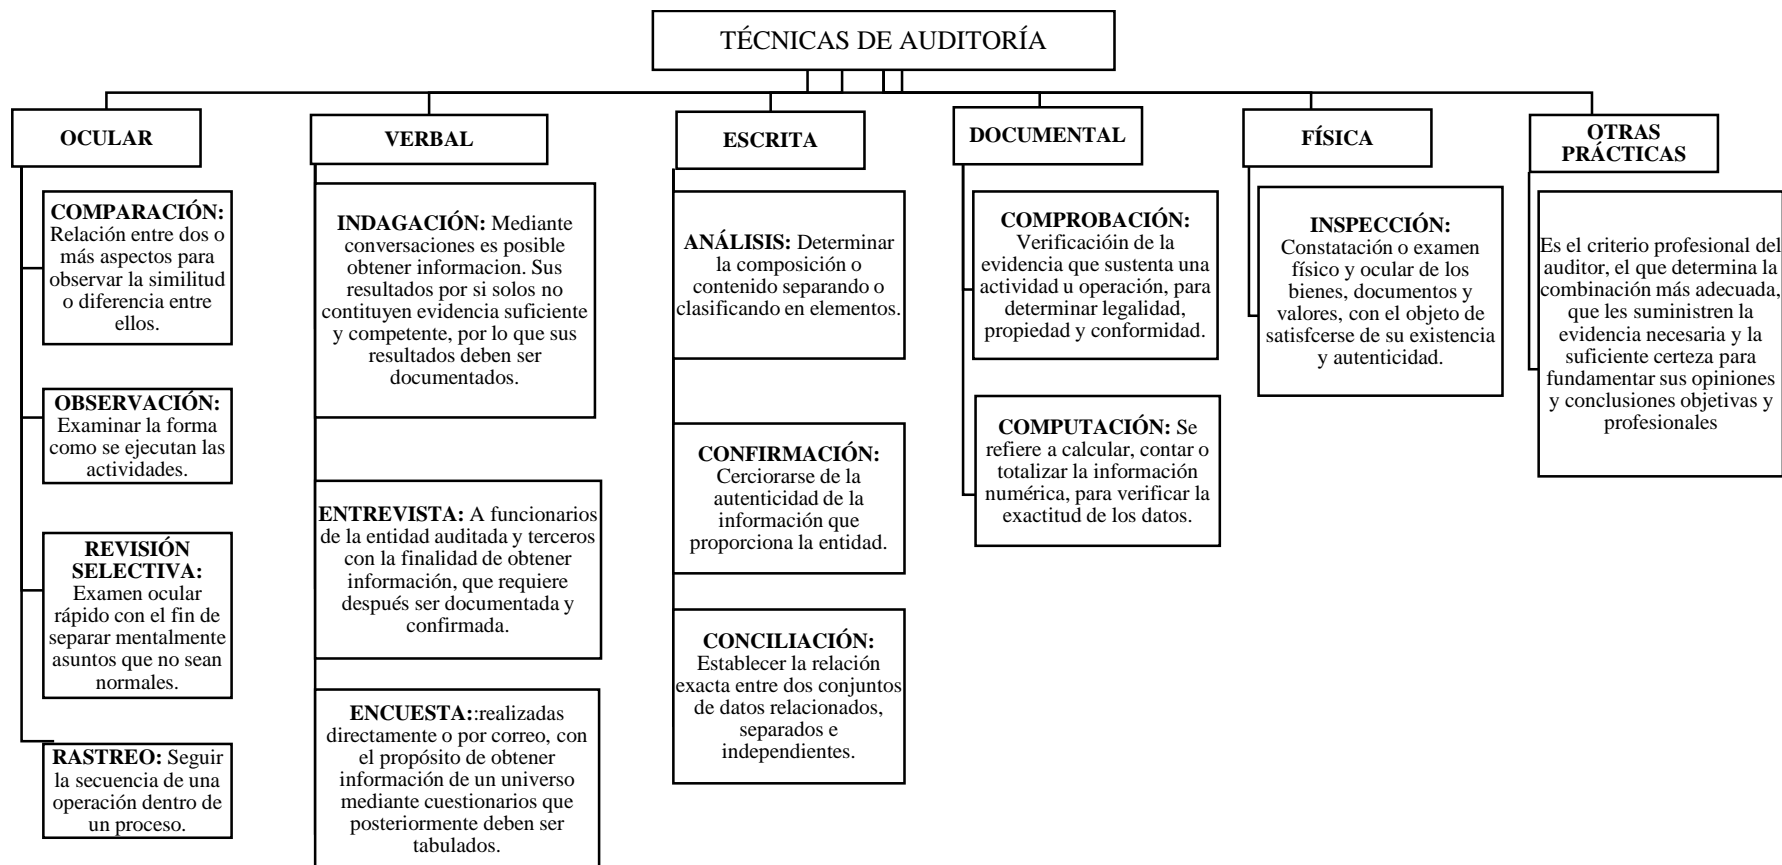 TÉCNICAS DE AUDITORÍA
OCULAR
COMPARACIÓN:
Relación entre dos o
más aspectos para
observar la similitud
o diferencia entre
ellos.
OBSERVACIÓN:
Examinar la forma
como se ejecutan las
actividades.
REVISIÓN
SELECTIVA:
Examen ocular
rápido con el fin de
separar mentalmente
asuntos que no sean
normales.
RASTREO: Seguir
la secuencia de una
operación dentro de
un proceso.
VERBAL
INDAGACIÓN: Mediante
conversaciones es posible
obtener informacion. Sus
resultados por si solos no
contituyen evidencia suficiente
y competente, por lo que sus
resultados deben ser
documentados.
ENTREVISTA: A funcionarios
de la entidad auditada y terceros
con la finalidad de obtener
información, que requiere
después ser documentada y
confirmada.
ENCUESTA::realizadas
directamente o por correo, con
el propósito de obtener
información de un universo
mediante cuestionarios que
posteriormente deben ser
tabulados.
ESCRITA
ANÁLISIS: Determinar
la composición o
contenido separando o
clasificando en elementos.
CONFIRMACIÓN:
Cerciorarse de la
autenticidad de la
información que
proporciona la entidad.
CONCILIACIÓN:
Establecer la relación
exacta entre dos conjuntos
de datos relacionados,
separados e
independientes.
DOCUMENTAL
COMPROBACIÓN:
Verificacióin de la
evidencia que sustenta una
actividad u operación, para
determinar legalidad,
propiedad y conformidad.
COMPUTACIÓN: Se
refiere a calcular, contar o
totalizar la información
numérica, para verificar la
exactitud de los datos.
FÍSICA
INSPECCIÓN:
Constatación o examen
físico y ocular de los
bienes, documentos y
valores, con el objeto de
satisfcerse de su existencia
y autenticidad.
OTRAS
PRÁCTICAS
Es el criterio profesional del
auditor, el que determina la
combinación más adecuada,
que les suministren la
evidencia necesaria y la
suficiente certeza para
fundamentar sus opiniones
y conclusiones objetivas y
profesionales